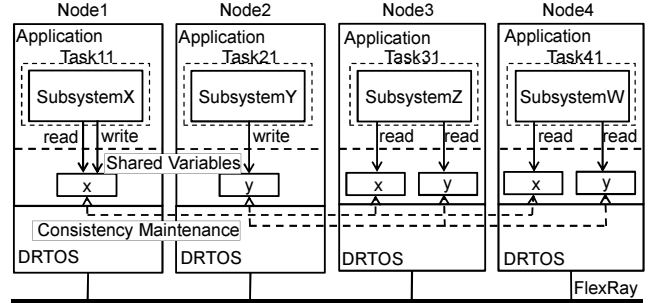 Node1 Node2 Node3 Node4
Application Application Application Application
Task11 Task21 Task31 Task41
SubsystemX SubsystemY SubsystemZ SubsystemW
read write write read read read read
Shared Variables
x y x y x y
Consistency Maintenance
DRTOS DRTOS DRTOS DRTOS
FlexRay